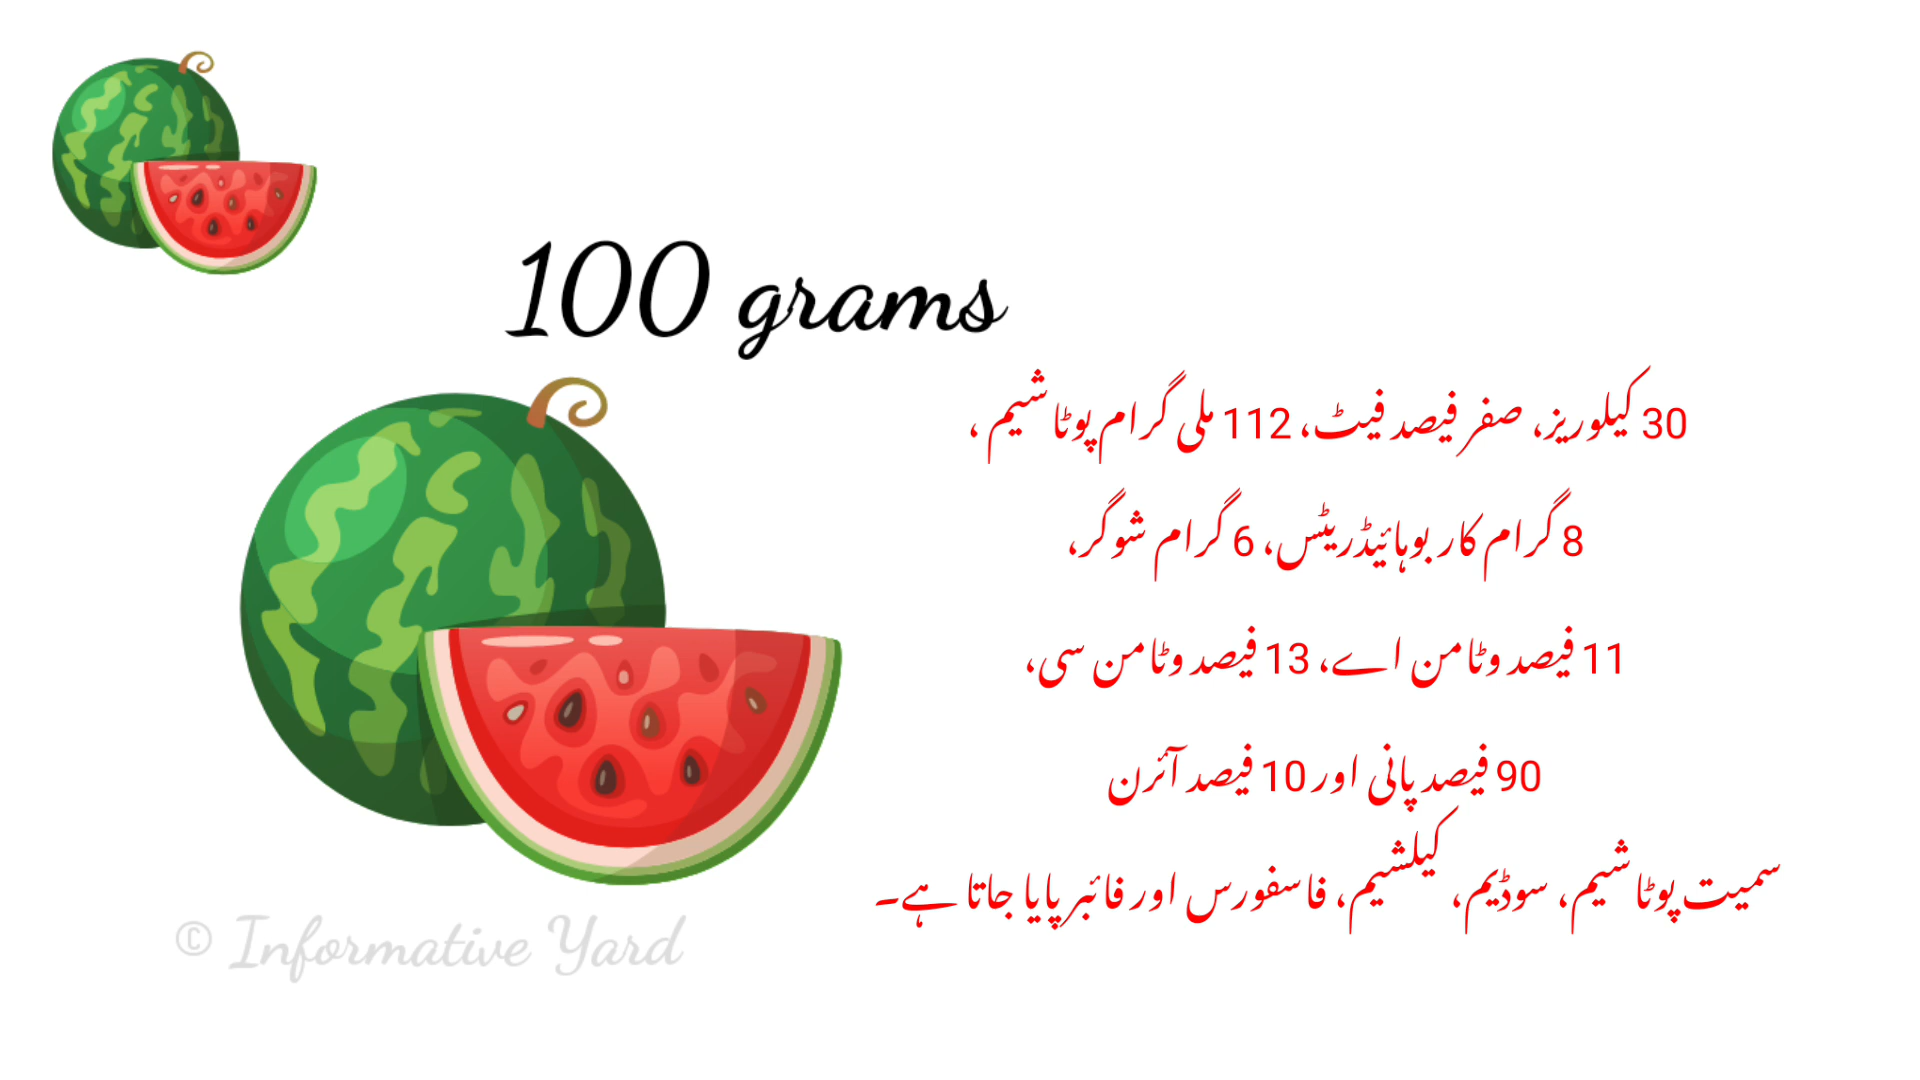 100 grams
30 کیلوریز، صفر فیصد فیٹ، 112 ملی گرام پوٹاشیم ،
8 گرام کاربوہائیڈریٹس، 6 گرام شوگر،
11 فیصد وٹامن اے، 13 فیصد وٹامن سی،
90 فیصد پانی اور 10 فیصد آئرن
سمیت پوٹاشیم، سوڈیم، کیلشیم، فاسفورس اور فائبر پایا جاتا ہے۔
© Informative Yard